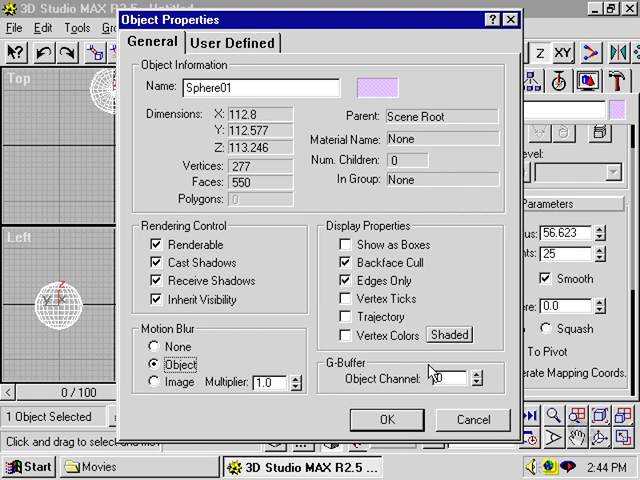 3D Studio MAX R2.5 - Untitled
File Edit Tools
Object Properties
General User Defined
Object Information
Name: Sphere01
Dimensions: X: 112.8
Y: 112.577
Z: 113.246
Vertices: 277
Faces: 550
Polygons: 0
Parent: Scene Root
Material Name: None
Num. Children: 0
In Group: None
Rendering Control
Renderable
Cast Shadows
Receive Shadows
Inherit Visibility
Display Properties
Show as Boxes
Backface Cull
Edges Only
Vertex Ticks
Trajectory
Vertex Colors Shaded
Motion Blur
None
Object
Image Multiplier: 1.0
G-Buffer
Object Channel: 0
OK Cancel
Top
Left
z
Y X
Z XY
Parameters
56.623
25
Smooth
0.0
Squash
To Pivot
erate Mapping Coords.
0 / 100
1 Object Selected
Click and drag to select and
Start Movies 3D Studio MAX R2.5 ... 2:44 PM